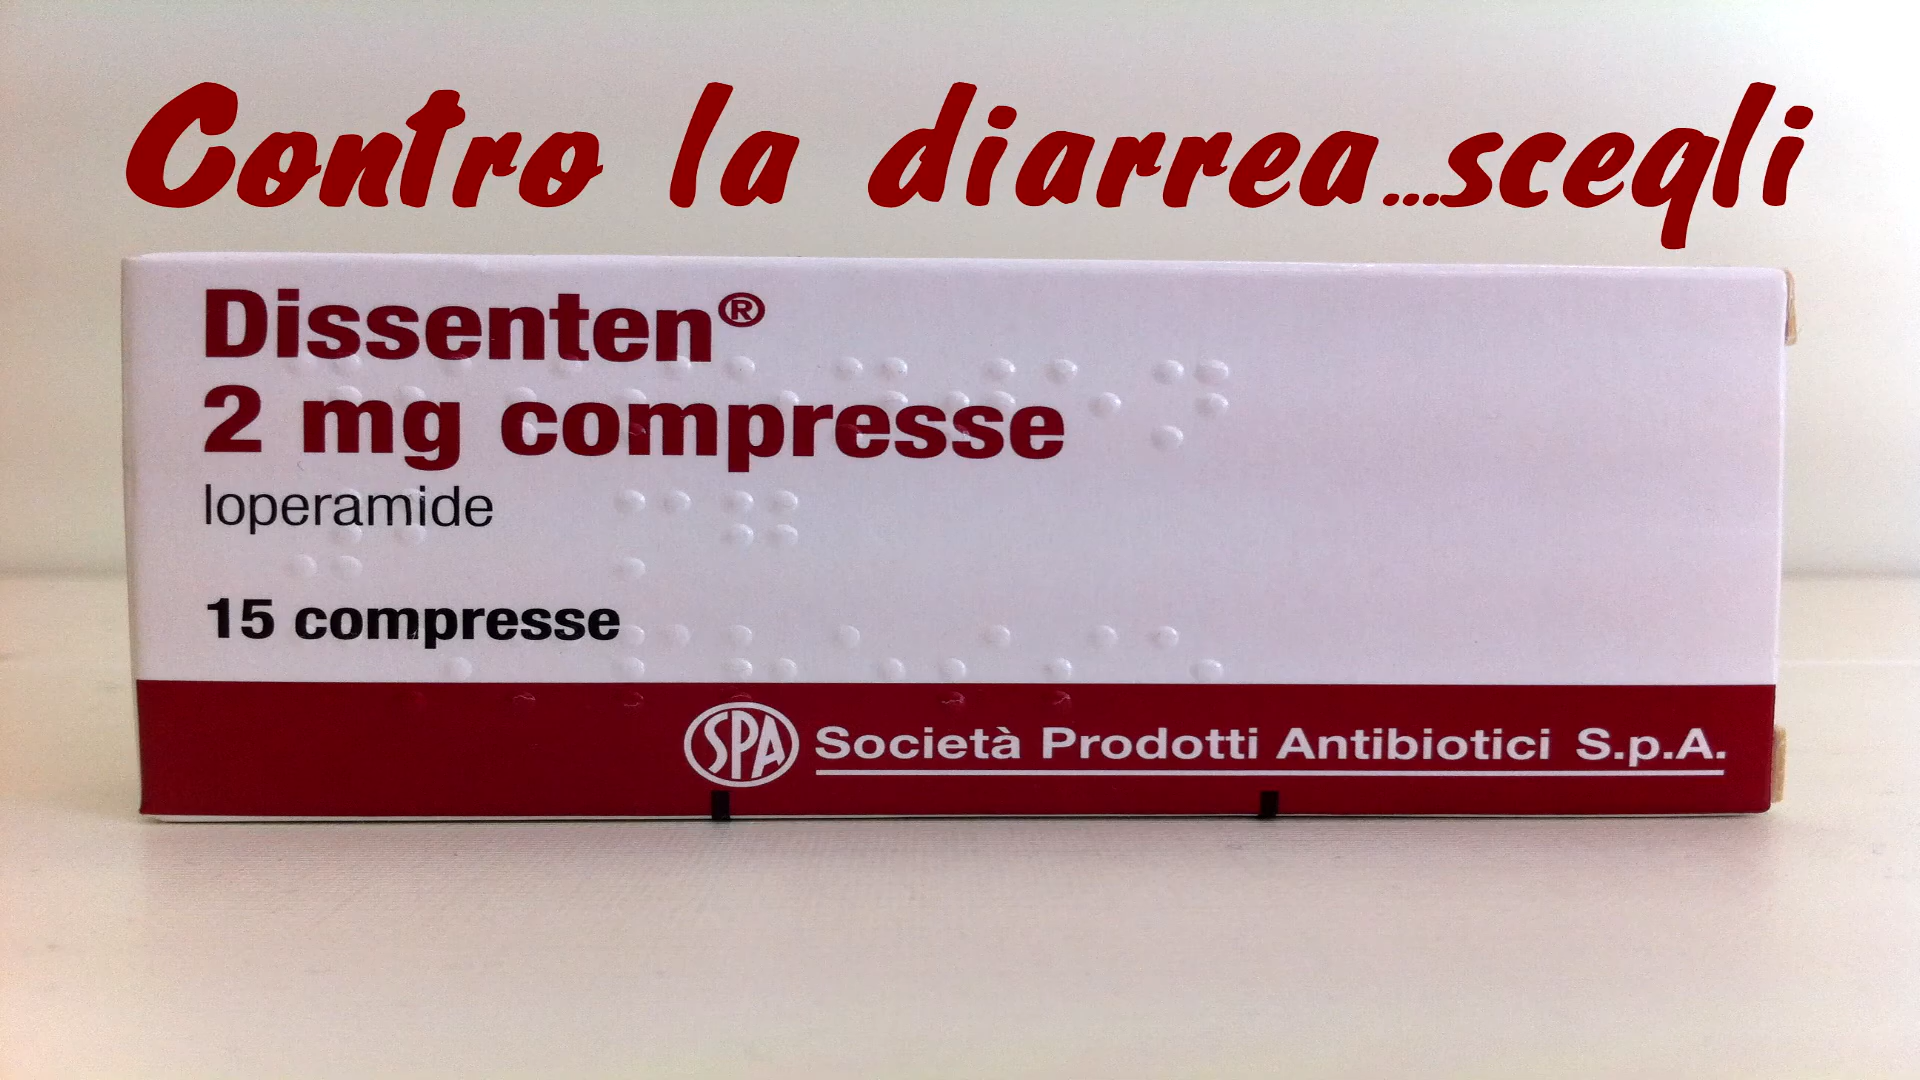 Contro la diarrea...scegli
Dissenten®
2 mg compresse
loperamide
15 compresse
SPA Società Prodotti Antibiotici S.p.A.